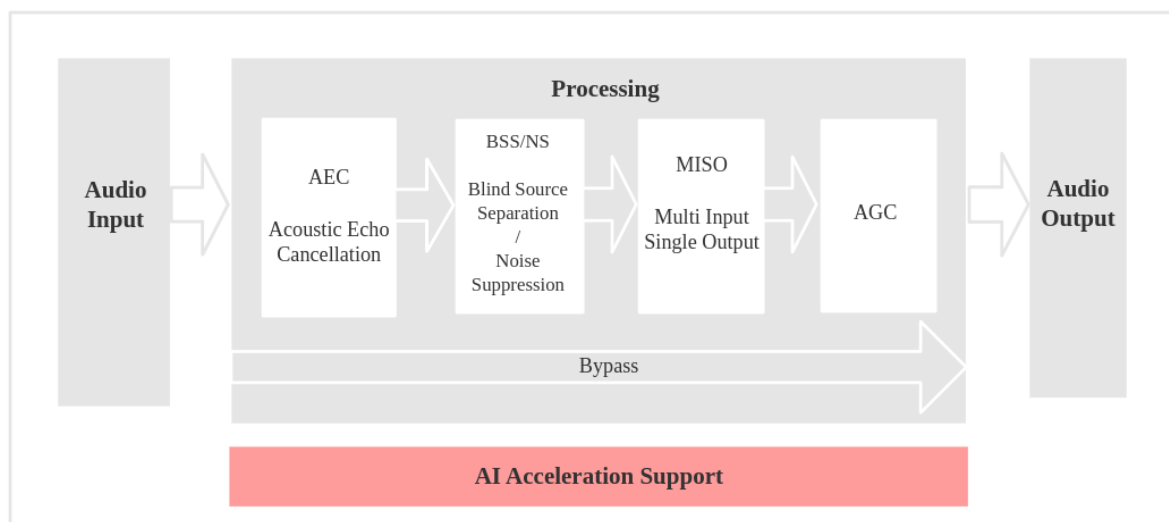 Processing
Audio
Input
AEC
Acoustic Echo
Cancellation
BSS/NS
Blind Source
Separation
/
Noise
Suppression
MISO
Multi Input
Single Output
AGC
Audio
Output
Bypass
AI Acceleration Support